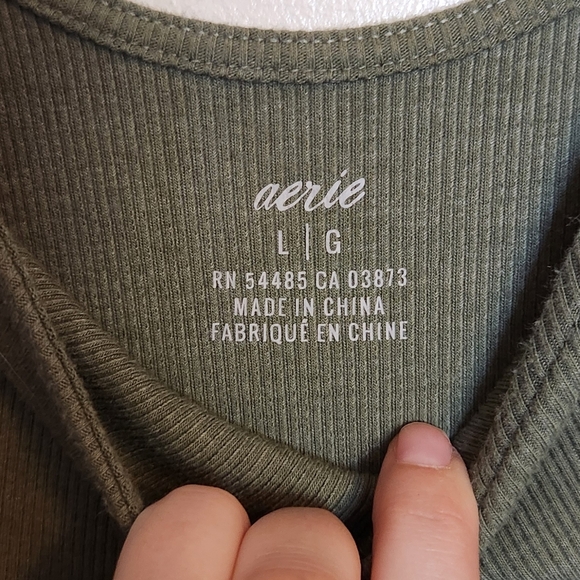 aerie
L | G
RN 54485 CA 03873
MADE IN CHINA
FABRIQUÉ EN CHINE